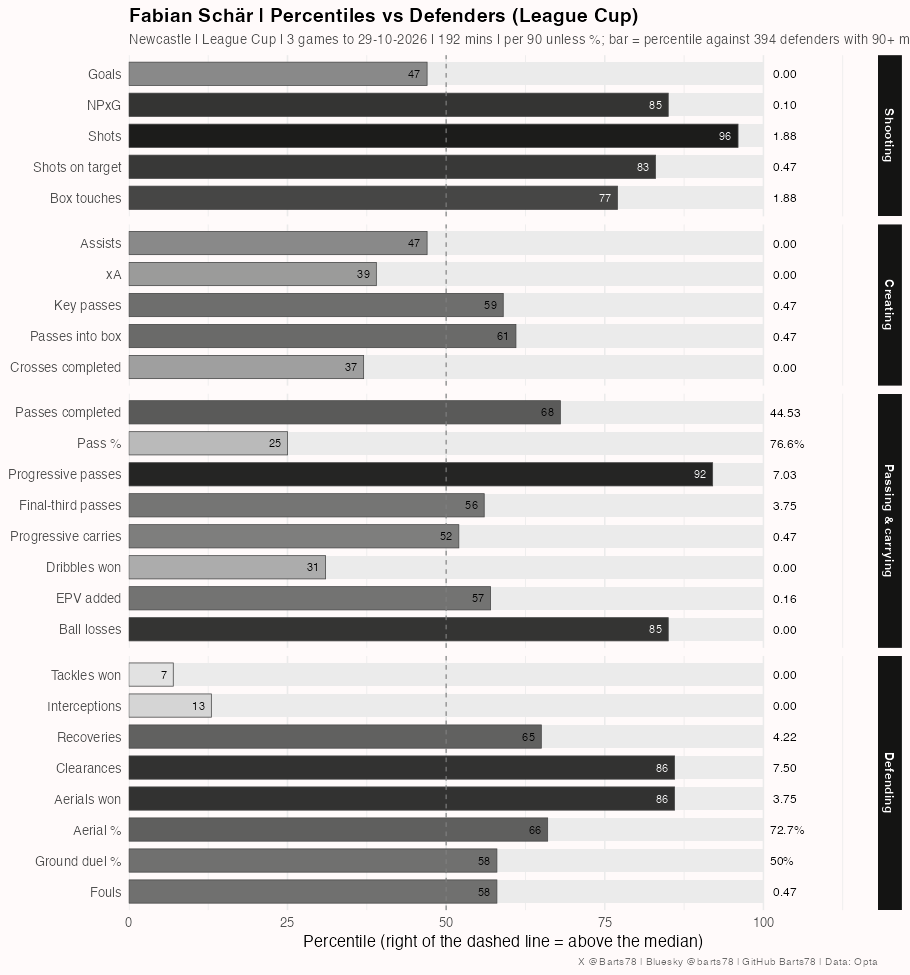 Fabian Schär | Percentiles vs Defenders (League Cup)
Newcastle | League Cup | 3 games to 29-10-2026 | 192 mins | per 90 unless %; bar = percentile against 394 defenders with 90+ m
Goals 47 0.00
NPxG 85 0.10
Shots 96 1.88
Shots on target 83 0.47
Box touches 77 1.88
Shooting
Assists 47 0.00
xA 39 0.00
Key passes 59 0.47
Passes into box 61 0.47
Crosses completed 37 0.00
Creating
Passes completed 68 44.53
Pass % 25 76.6%
Progressive passes 92 7.03
Final-third passes 56 3.75
Progressive carries 52 0.47
Dribbles won 31 0.00
EPV added 57 0.16
Ball losses 85 0.00
Passing & carrying
Tackles won 7 0.00
Interceptions 13 0.00
Recoveries 65 4.22
Clearances 86 7.50
Aerials won 86 3.75
Aerial % 66 72.7%
Ground duel % 58 50%
Fouls 58 0.47
Defending
0 25 50 75 100
Percentile (right of the dashed line = above the median)
X @Barts78 | Bluesky @barts78 | GitHub Barts78 | Data: Opta